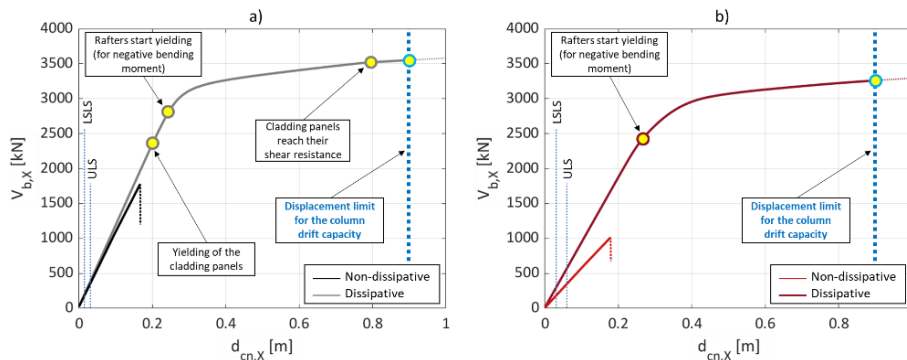 a)
4000
3500
3000
2500
2000
1500
1000
500
0
V_b,X [kN]
LSLS
ULS
Rafters start yielding
(for negative bending
moment)
Cladding panels
reach their
shear resistance
Displacement limit
for the column
drift capacity
Yielding of the
cladding panels
Non-dissipative
Dissipative
0
0.2
0.4
0.6
0.8
1
d_cn,X [m]
b)
4000
3500
3000
2500
2000
1500
1000
500
0
V_b,X [kN]
LSLS
ULS
Rafters start yielding
(for negative bending
moment)
Displacement limit
for the column
drift capacity
Non-dissipative
Dissipative
0
0.2
0.4
0.6
0.8
d_cn,X [m]